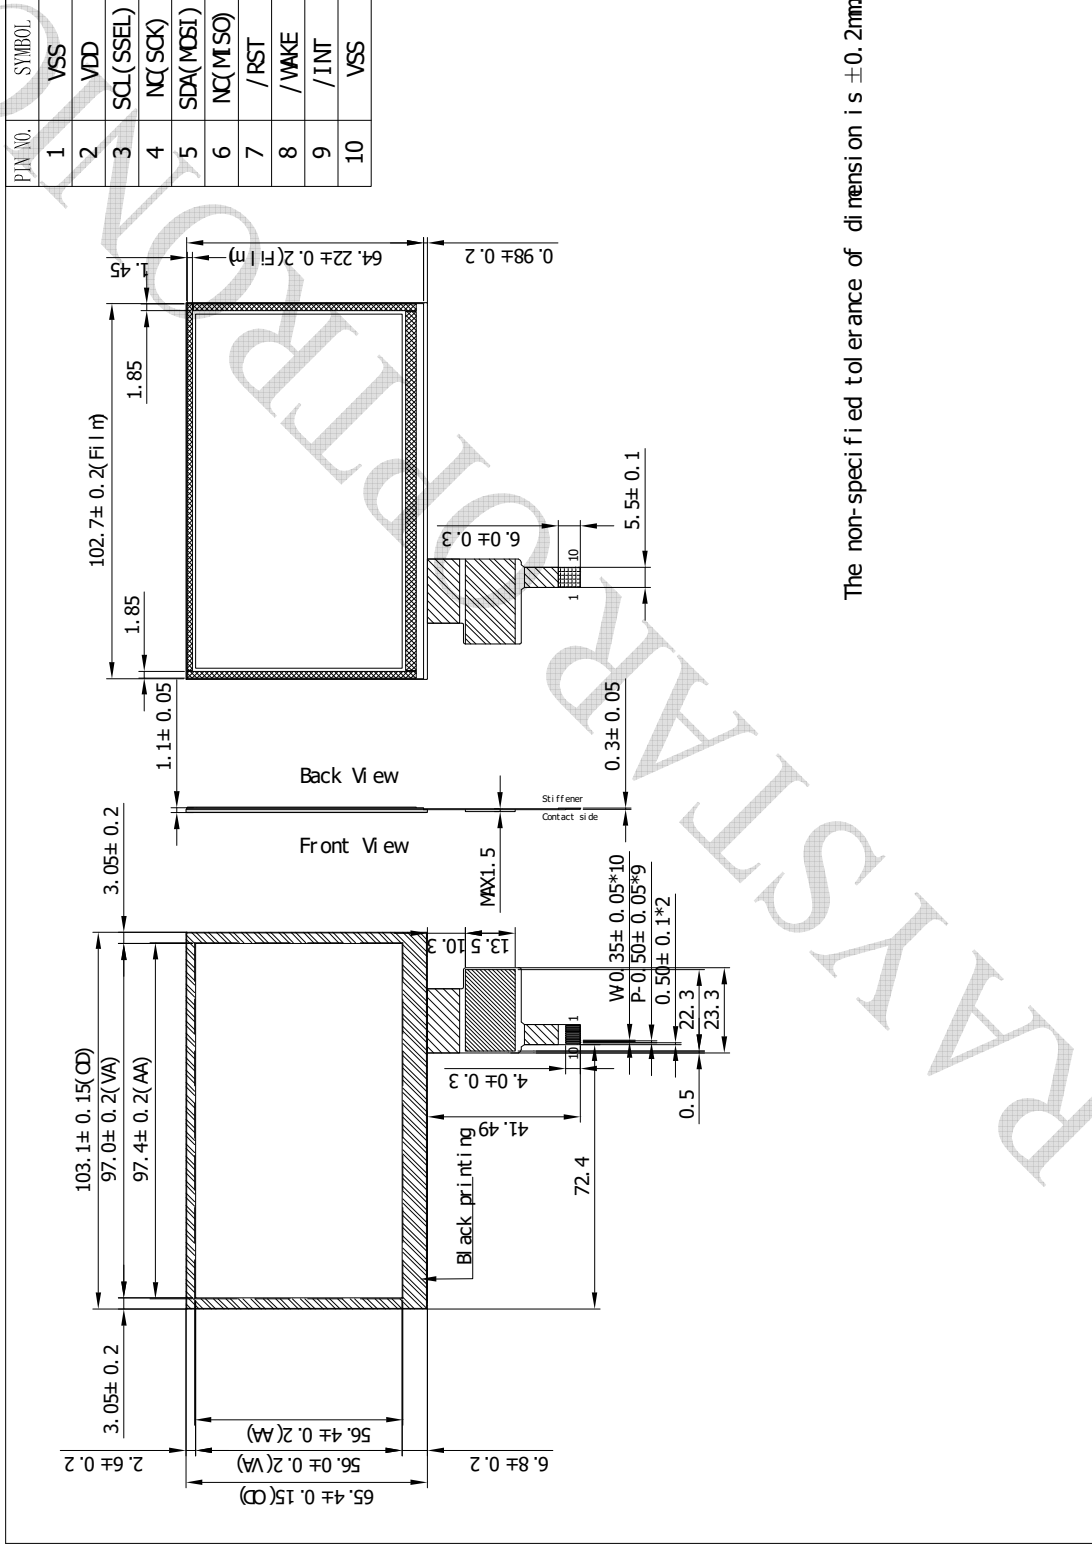 PIN NO. SYMBOL
1 VSS
2 VDD
3 SCL(SSEL)
4 NC(SCK)
5 SDA(MOSI)
6 NC(MISO)
7 /RST
8 /WAKE
9 /INT
10 VSS
1.45
64.22±0.2(Film)
0.98±0.2
1.85
102.7±0.2(Film)
1.85
6.0±0.3
5.5±0.1
1 10
1.1±0.05
0.3±0.05
Back View
Stiffener
Contact side
Front View
MAX1.5
3.05±0.2
103.1±0.15(OD)
97.0±0.2(VA)
97.4±0.2(AA)
10.3
13.5
W-0.35±0.05*10
P-0.50±0.05*9
0.50±0.1*2
22.3
23.3
0.5
10 1
4.0±0.3
41.49
72.4
Black printing
3.05±0.2
2.6±0.2
56.4±0.2(AA)
56.0±0.2(VA)
65.4±0.15(OD)
6.8±0.2
The non-specified tolerance of dimension is ±0.2mm
RAYSTAR OPTRONIC